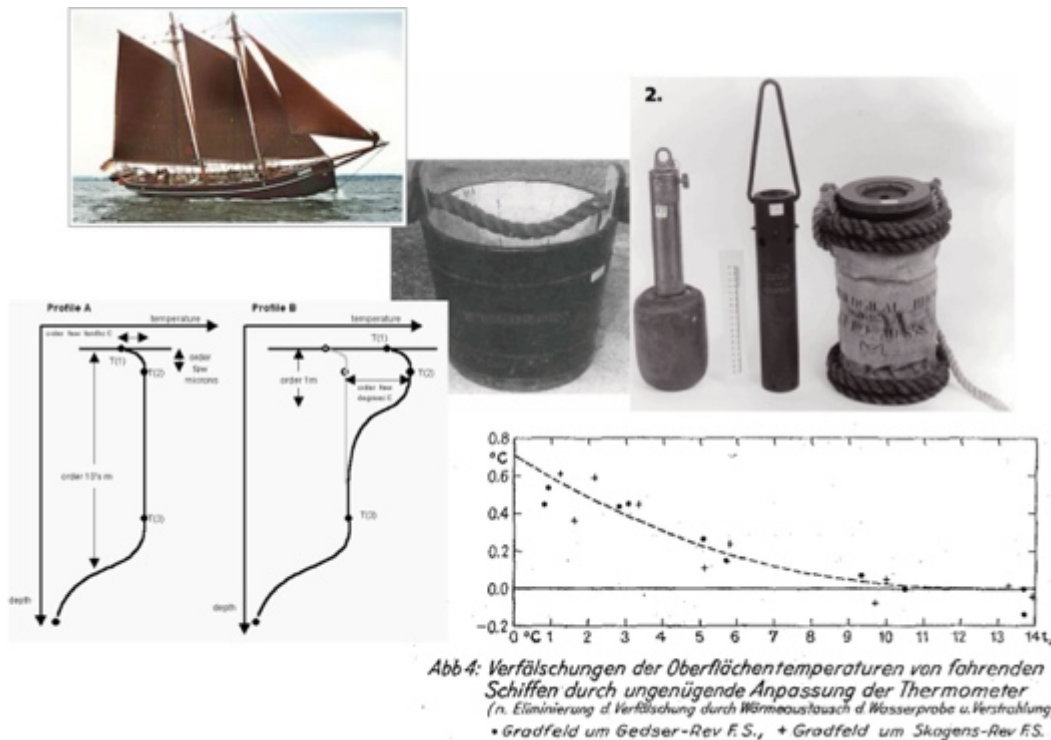 2.
Profile A
temperature
order few tenths C
T(1)
T(2)
order
few
microns
order 10's m
T(3)
depth
Profile B
temperature
T(1)
order 1m
T(2)
order few
degrees C
T(3)
depth
0.8
°C
0.6
0.4
0.2
0.0
-0.2
0 °C 1 2 3 4 5 6 7 8 9 10 11 12 13 14 t
Abb 4: Verfälschungen der Oberflächentemperaturen von fahrenden
Schiffen durch ungenügende Anpassung der Thermometer
(n. Eliminierung d. Verfälschung durch Wärmeaustausch d. Wasserprobe u. Verstrahlung
• Gradfeld um Gedser-Rev F.S., + Gradfeld um Skagens-Rev F.S.